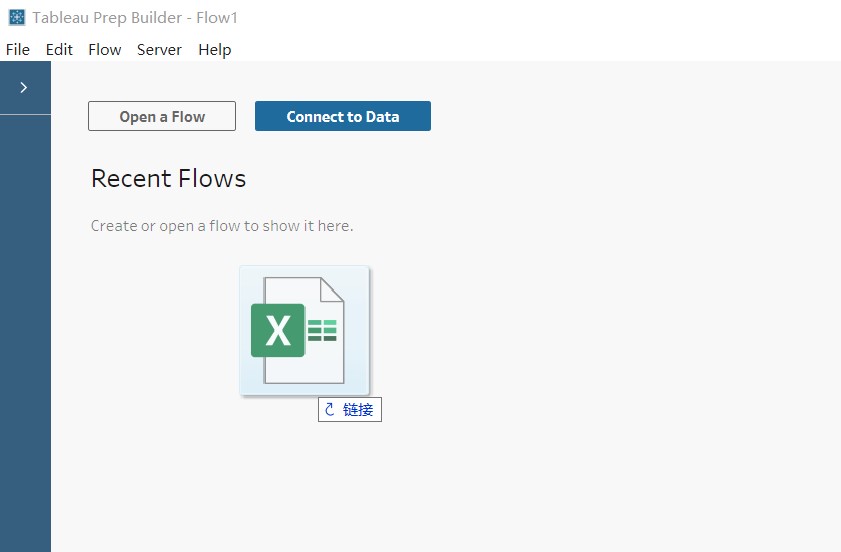 Tableau Prep Builder - Flow1
File Edit Flow Server Help
Open a Flow Connect to Data
Recent Flows
Create or open a flow to show it here.
X
链接